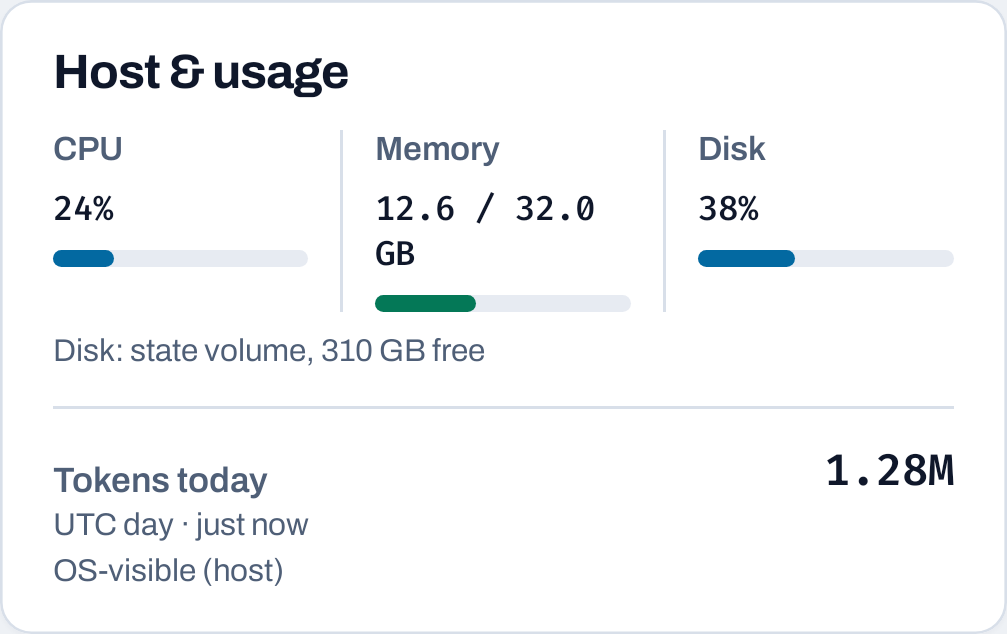 Host & usage
CPU
24%
Memory
12.6 / 32.0
GB
Disk
38%
Disk: state volume, 310 GB free
Tokens today
1.28M
UTC day · just now
OS-visible (host)